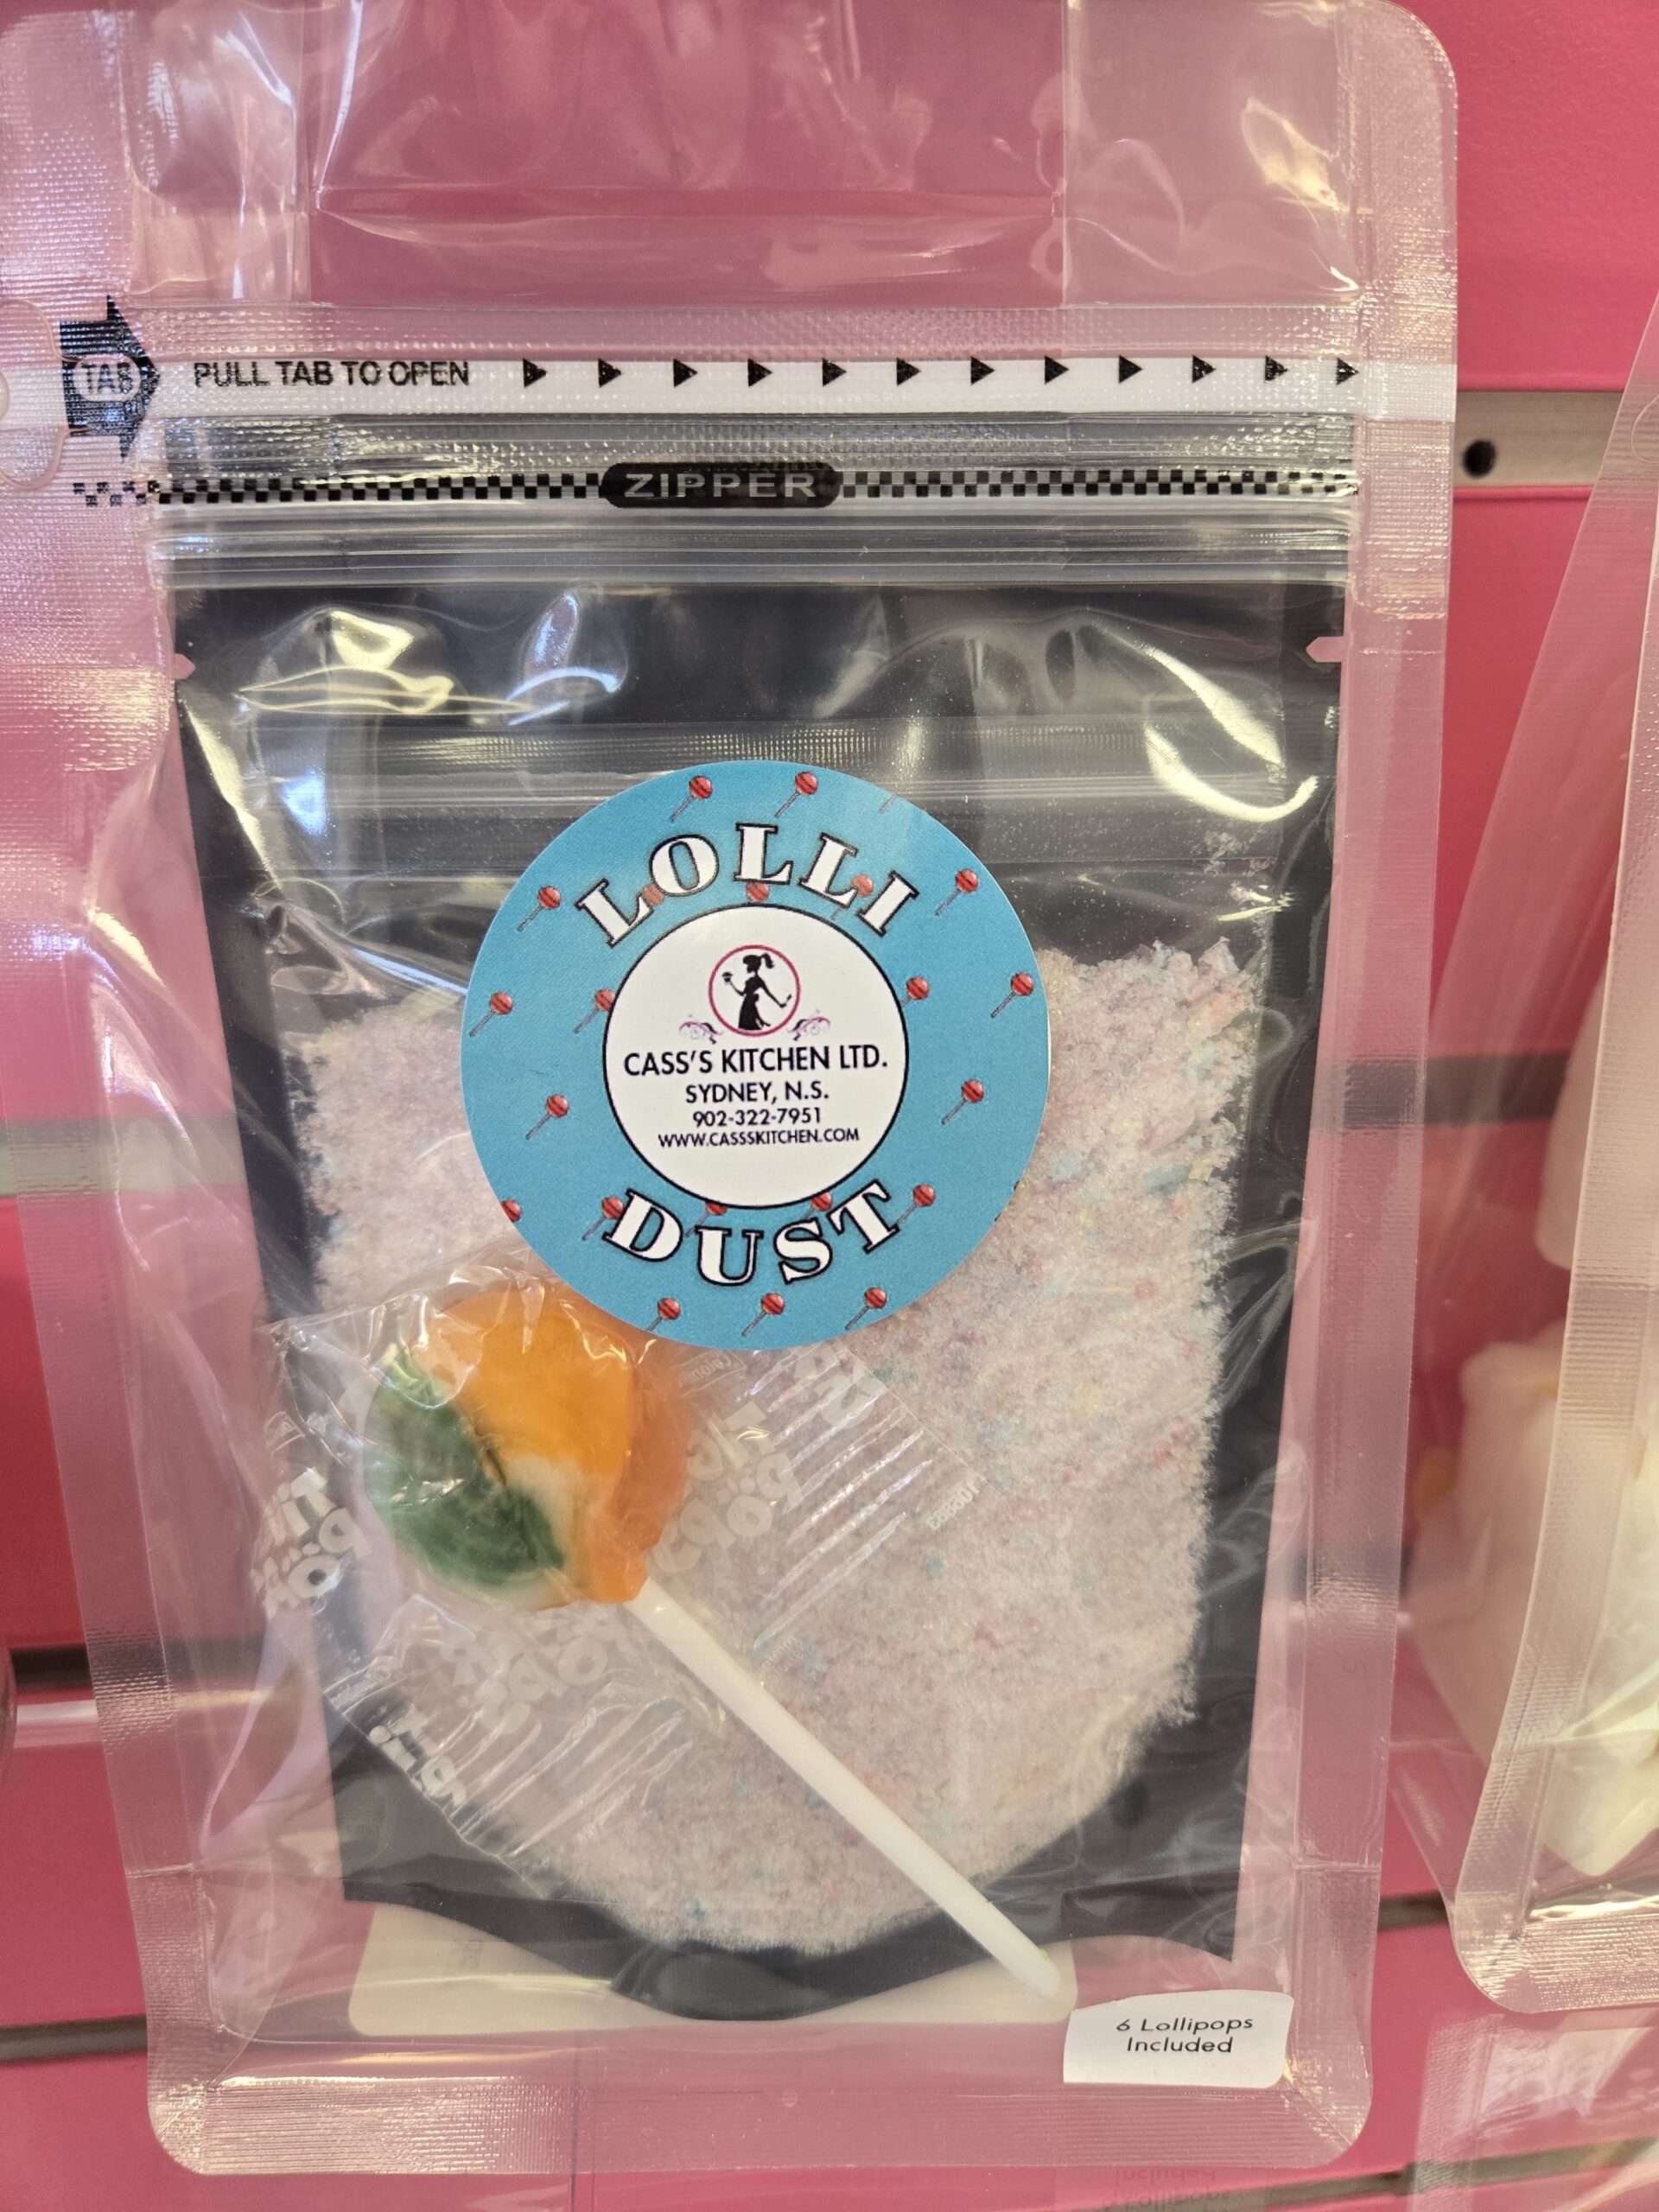 TAB PULL TAB TO OPEN
ZIPPER
LOLLI
CASS'S KITCHEN LTD.
SYDNEY, N.S.
902-322-7951
WWW.CASSSKITCHEN.COM
DUST
6 Lollipops
Included